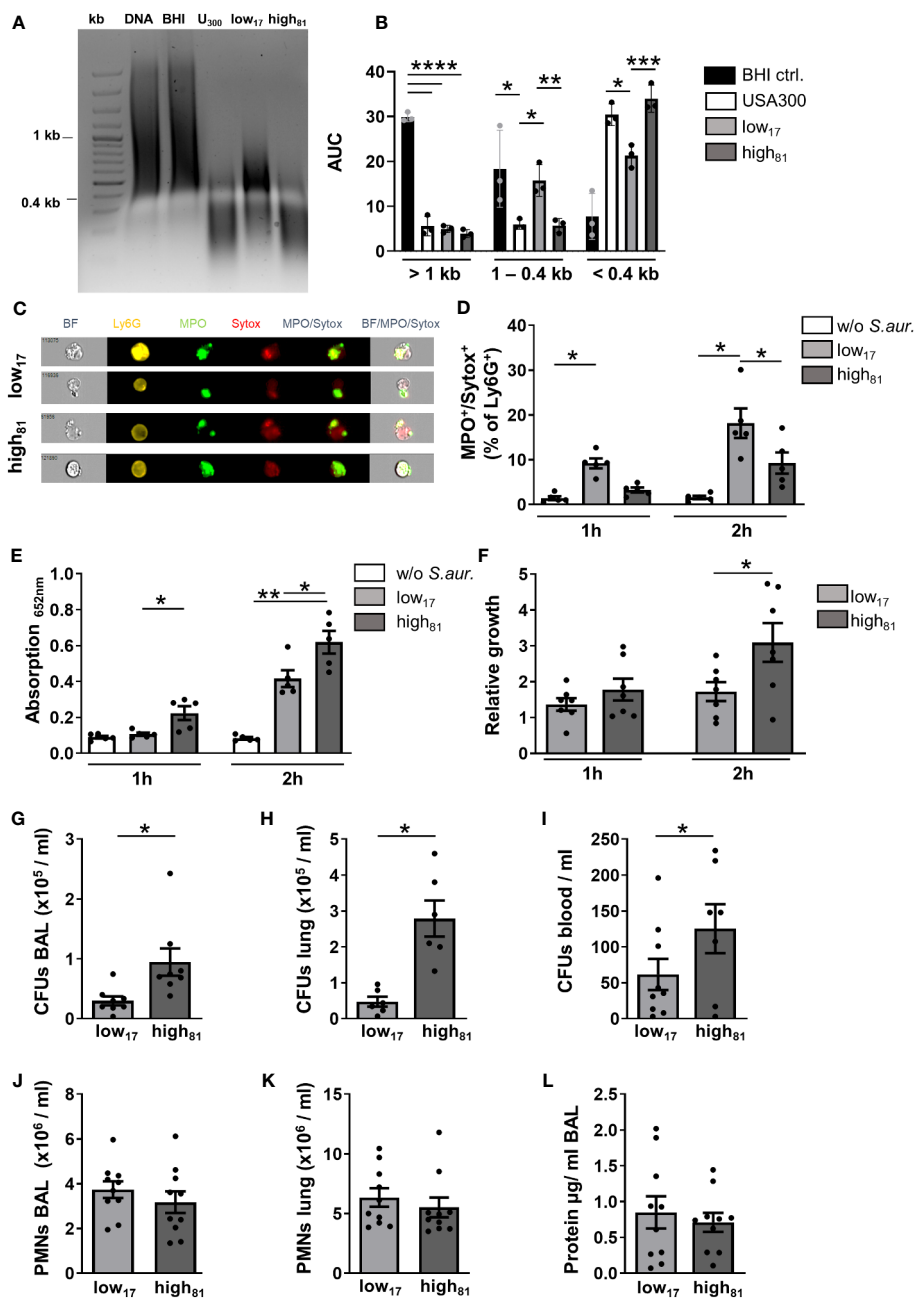 A
kb DNA BHI U300 low17 high81
1 kb
0.4 kb
B
AUC
40
30
20
10
0
**** * ** * * ***
> 1 kb 1 – 0.4 kb < 0.4 kb
BHI ctrl.
USA300
low17
high81
C
BF Ly6G MPO Sytox MPO/Sytox BF/MPO/Sytox
low17
high81
D
MPO+/Sytox+
(% of Ly6G+)
40
30
20
10
0
* * *
1h 2h
w/o S.aur.
low17
high81
E
Absorption 652nm
1.0
0.8
0.6
0.4
0.2
0.0
* ** *
1h 2h
w/o S.aur.
low17
high81
F
Relative growth
5
4
3
2
1
0
*
1h 2h
low17
high81
G
CFUs BAL (x10^5 / ml)
3
2
1
0
*
low17 high81
H
CFUs lung (x10^5 / ml)
5
4
3
2
1
0
*
low17 high81
I
CFUs blood / ml
250
200
150
100
50
0
*
low17 high81
J
PMNs BAL (x10^6 / ml)
8
6
4
2
0
low17 high81
K
PMNs lung (x10^6 / ml)
15
10
5
0
low17 high81
L
Protein µg/ ml BAL
2.5
2.0
1.5
1.0
0.5
0.0
low17 high81